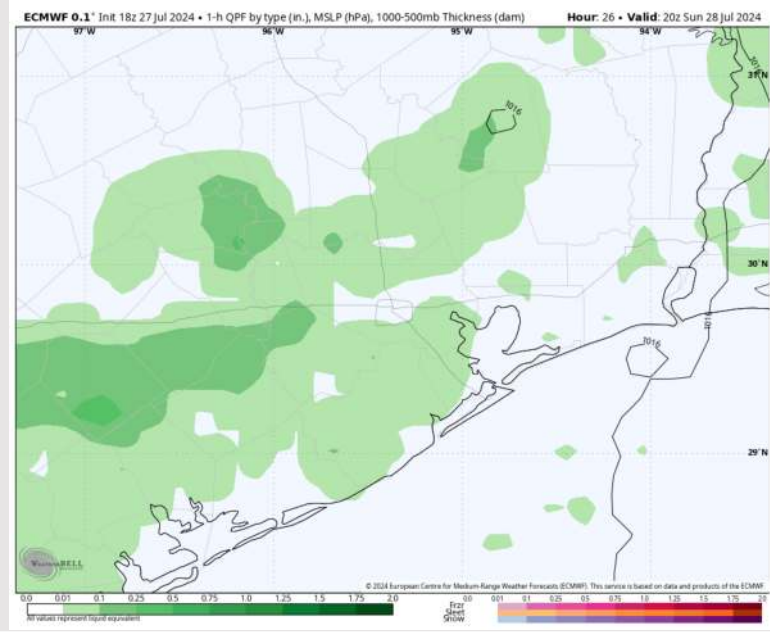 ECMWF 0.1° Init 18z 27 Jul 2024 • 1-h QPF by type (in.), MSLP (hPa), 1000-500mb Thickness (dam) Hour: 26 • Valid: 20z Sun 28 Jul 2024
97°W 96°W 95°W 94°W
1016
31°N
1016
30°N
1016
1016
29°N
WeatherBELL
© 2024 European Centre for Medium-Range Weather Forecasts (ECMWF). This service is based on data and products of the ECMWF.
0.0 0.01 0.1 0.25 0.5 0.75 1.0 1.25 1.5 1.75 2.0
All values represent liquid equivalent
0.0 0.01 0.1 0.25 0.5 0.75 1.0 1.25 1.5 1.75 2.0
Frzr
Sleet
Snow